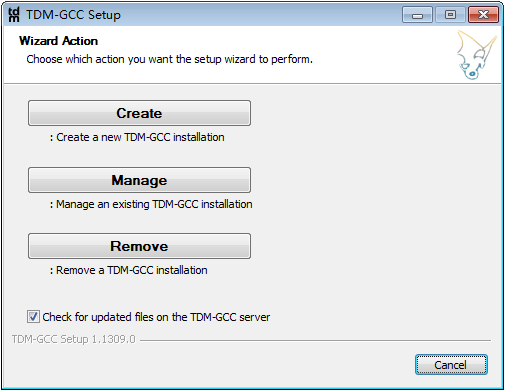 tdm TDM-GCC Setup
Wizard Action
Choose which action you want the setup wizard to perform.
Create
: Create a new TDM-GCC installation
Manage
: Manage an existing TDM-GCC installation
Remove
: Remove a TDM-GCC installation
Check for updated files on the TDM-GCC server
TDM-GCC Setup 1.1309.0
Cancel